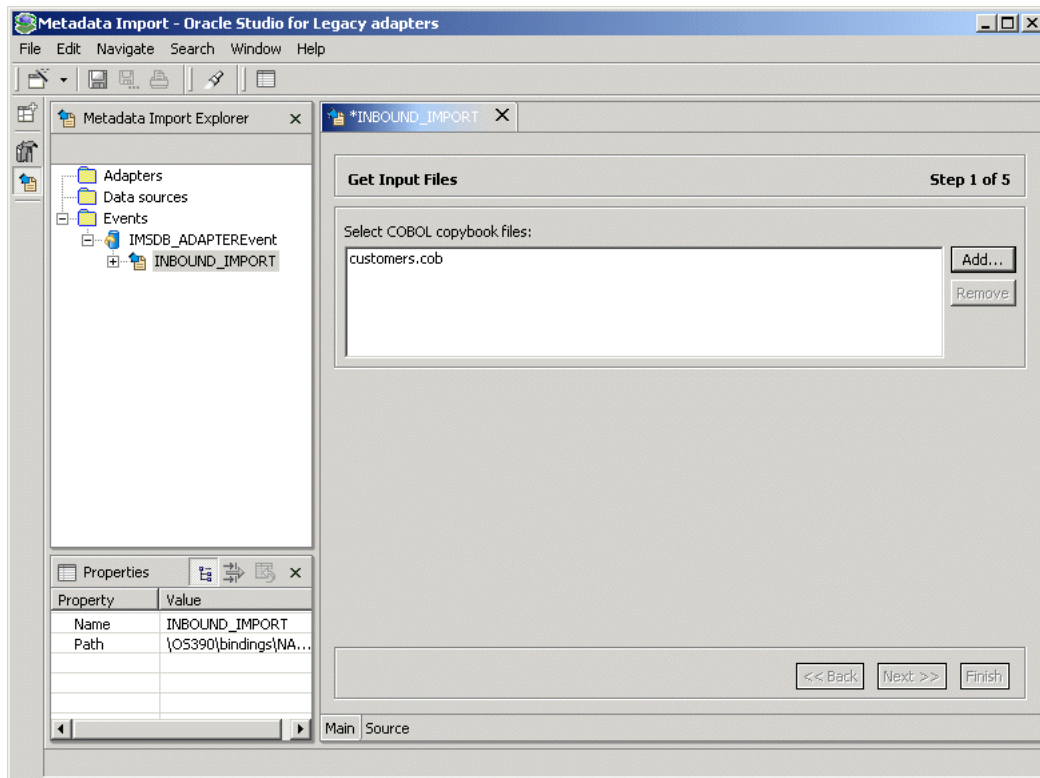 Metadata Import - Oracle Studio for Legacy adapters
File Edit Navigate Search Window Help
Metadata Import Explorer
*INBOUND_IMPORT
Adapters
Data sources
Events
IMSDB_ADAPTEREvent
INBOUND_IMPORT
Get Input Files
Step 1 of 5
Select COBOL copybook files:
customers.cob
Add...
Remove
Properties
Property Value
Name INBOUND_IMPORT
Path \OS390\bindings\NA...
<< Back Next >> Finish
Main Source